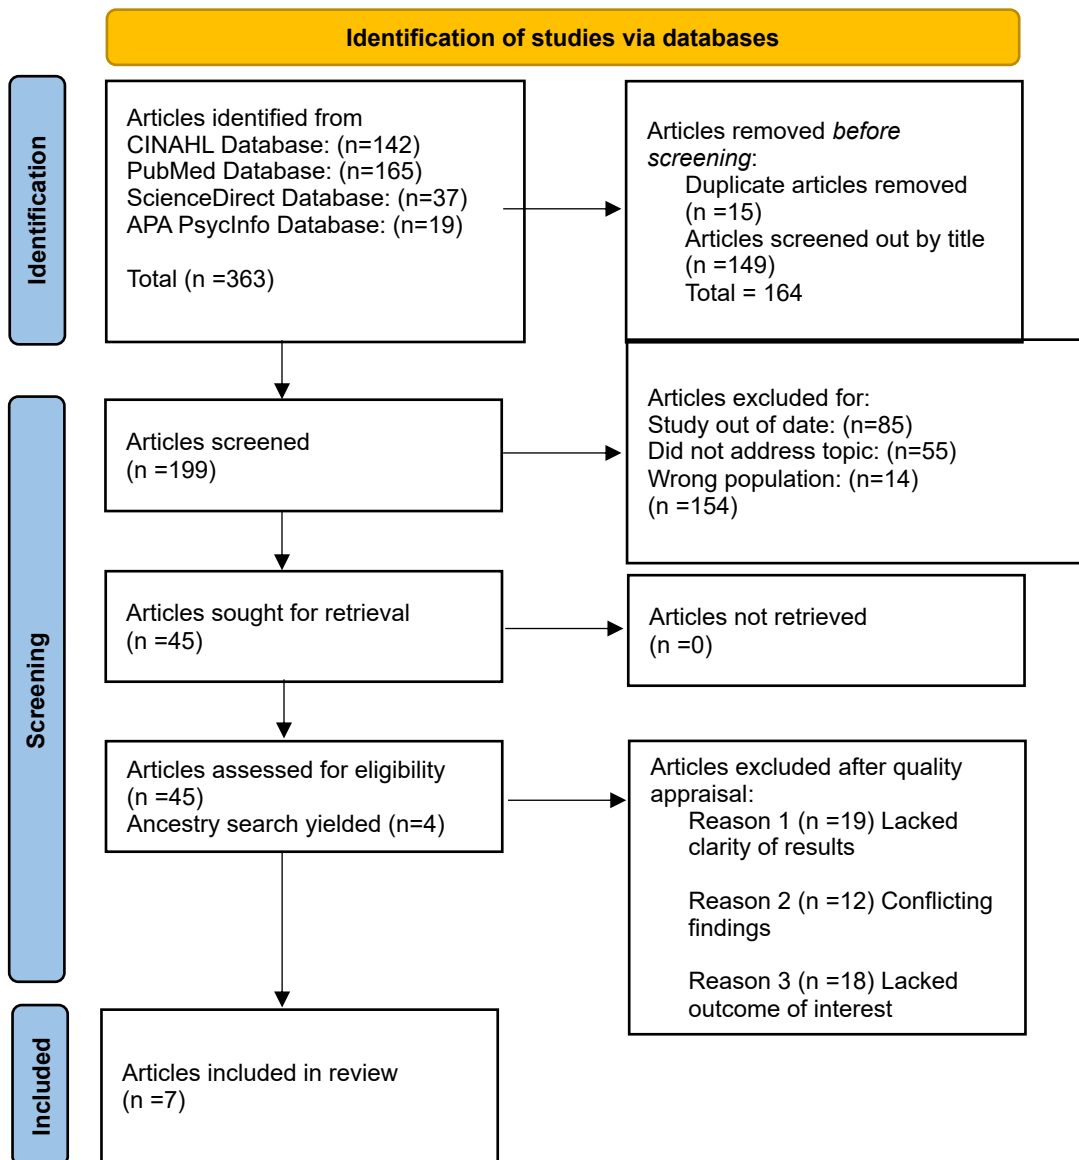 Identification of studies via databases
Identification
Articles identified from
CINAHL Database: (n=142)
PubMed Database: (n=165)
ScienceDirect Database: (n=37)
APA PsycInfo Database: (n=19)
Total (n =363)
Articles removed before
screening:
Duplicate articles removed
(n =15)
Articles screened out by title
(n =149)
Total = 164
Screening
Articles screened
(n =199)
Articles excluded for:
Study out of date: (n=85)
Did not address topic: (n=55)
Wrong population: (n=14)
(n =154)
Articles sought for retrieval
(n =45)
Articles not retrieved
(n =0)
Articles assessed for eligibility
(n =45)
Ancestry search yielded (n=4)
Articles excluded after quality
appraisal:
Reason 1 (n =19) Lacked
clarity of results
Reason 2 (n =12) Conflicting
findings
Reason 3 (n =18) Lacked
outcome of interest
Included
Articles included in review
(n =7)